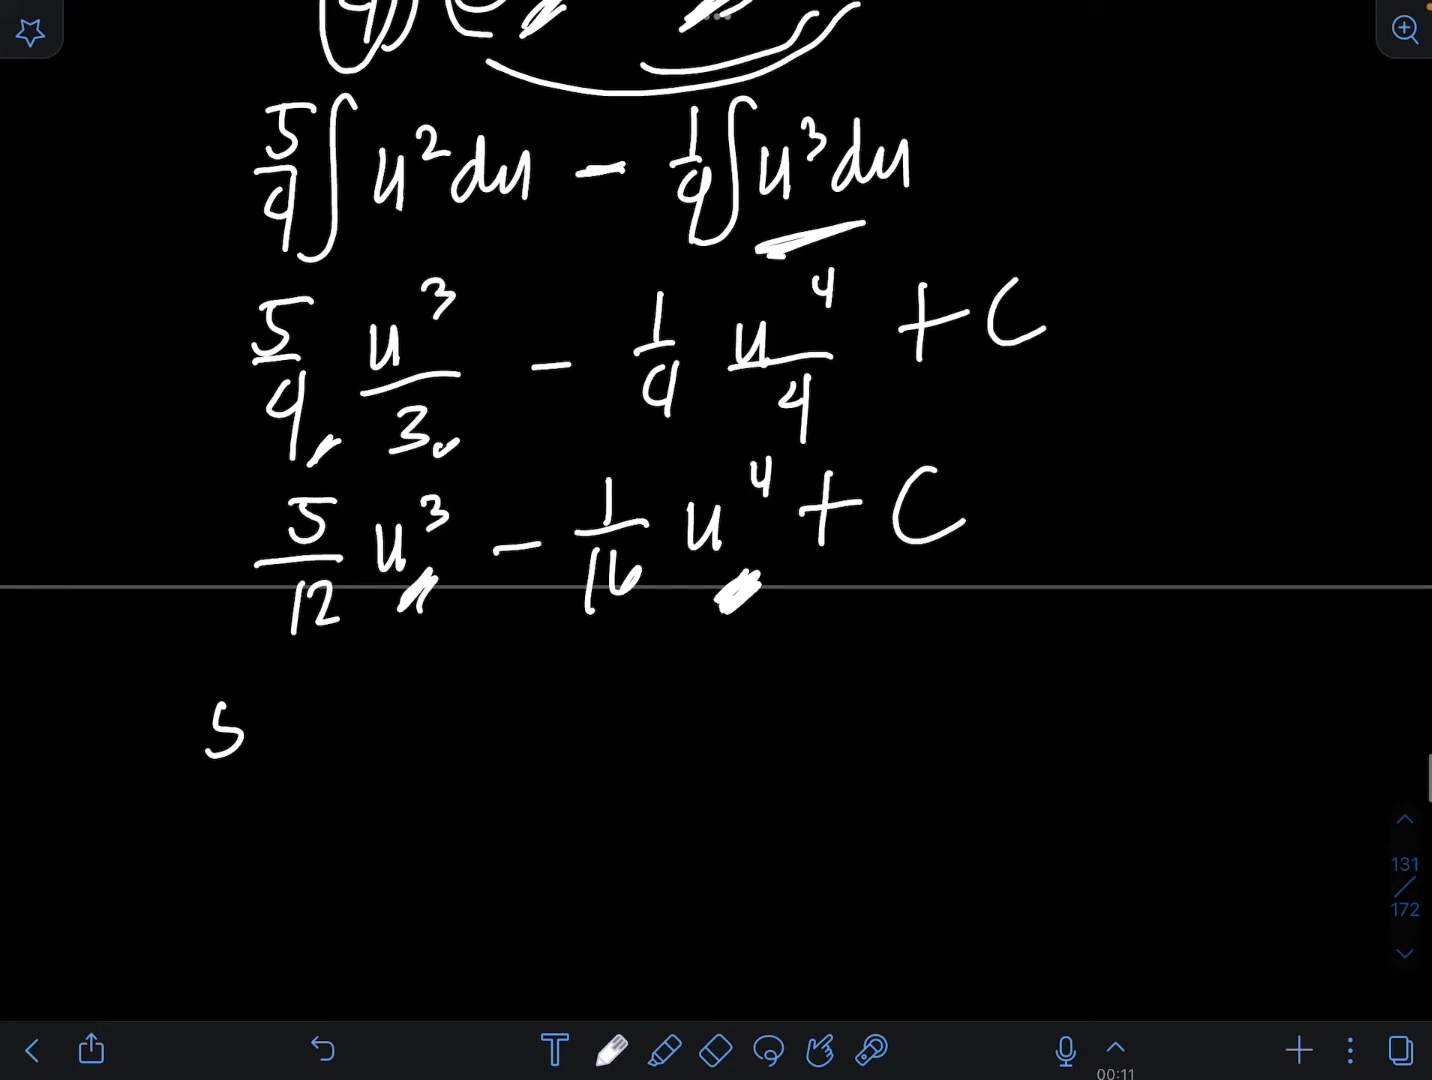 5/4 ∫ u² du − 1/4 ∫ u³ du
5/4 u³/3 − 1/4 u⁴/4 + C
5/12 u³ − 1/16 u⁴ + C
5
131
/
172
T
00:11